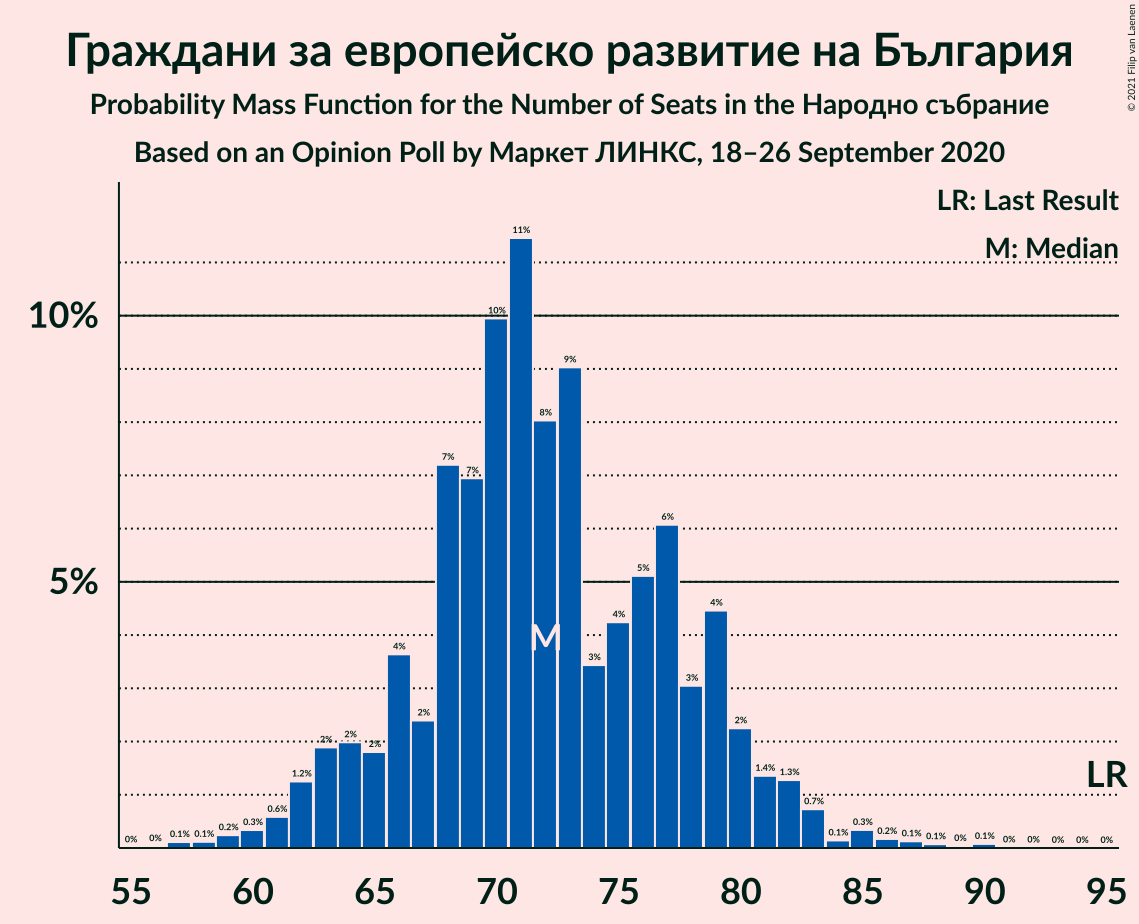 Граждани за европейско развитие на България
Probability Mass Function for the Number of Seats in the Народно събрание
Based on an Opinion Poll by Маркет ЛИНКС, 18–26 September 2020
© 2021 Filip van Laenen
LR: Last Result
M: Median
10%
5%
0% 0% 0.1% 0.1% 0.2% 0.3% 0.6% 1.2% 2% 2% 2% 4% 2% 7% 7% 10% 11% 8% 9% 3% 4% 5% 6% 3% 4% 2% 1.4% 1.3% 0.7% 0.1% 0.3% 0.2% 0.1% 0.1% 0% 0.1% 0% 0% 0% 0% 0%
M
LR
55 60 65 70 75 80 85 90 95